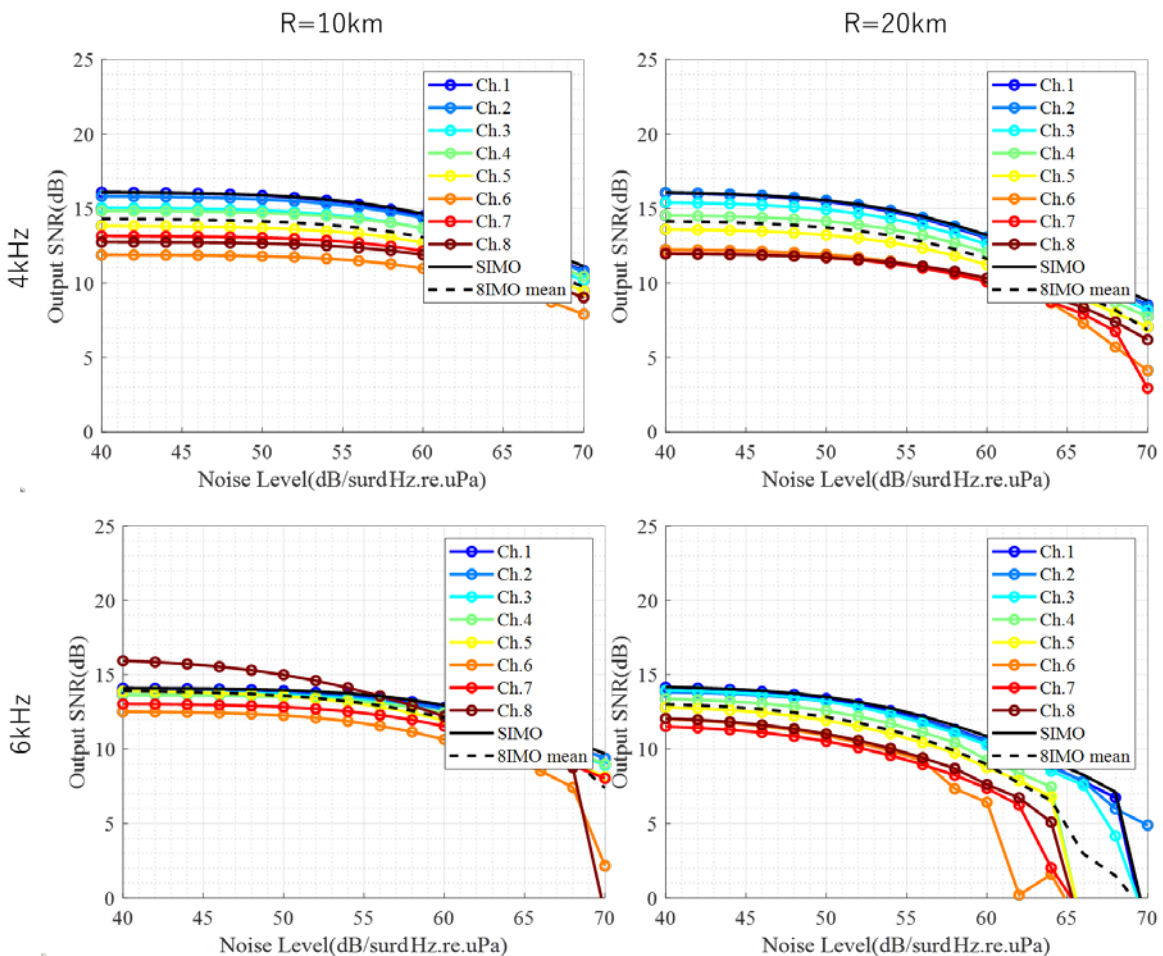 R=10km
R=20km
4kHz
Output SNR(dB)
25
20
15
10
5
0
40
45
50
55
60
65
70
Noise Level(dB/surdHz.re.uPa)
Ch.1
Ch.2
Ch.3
Ch.4
Ch.5
Ch.6
Ch.7
Ch.8
SIMO
8IMO mean
Output SNR(dB)
25
20
15
10
5
0
40
45
50
55
60
65
70
Noise Level(dB/surdHz.re.uPa)
Ch.1
Ch.2
Ch.3
Ch.4
Ch.5
Ch.6
Ch.7
Ch.8
SIMO
8IMO mean
6kHz
Output SNR(dB)
25
20
15
10
5
0
40
45
50
55
60
65
70
Noise Level(dB/surdHz.re.uPa)
Ch.1
Ch.2
Ch.3
Ch.4
Ch.5
Ch.6
Ch.7
Ch.8
SIMO
8IMO mean
Output SNR(dB)
25
20
15
10
5
0
40
45
50
55
60
65
70
Noise Level(dB/surdHz.re.uPa)
Ch.1
Ch.2
Ch.3
Ch.4
Ch.5
Ch.6
Ch.7
Ch.8
SIMO
8IMO mean